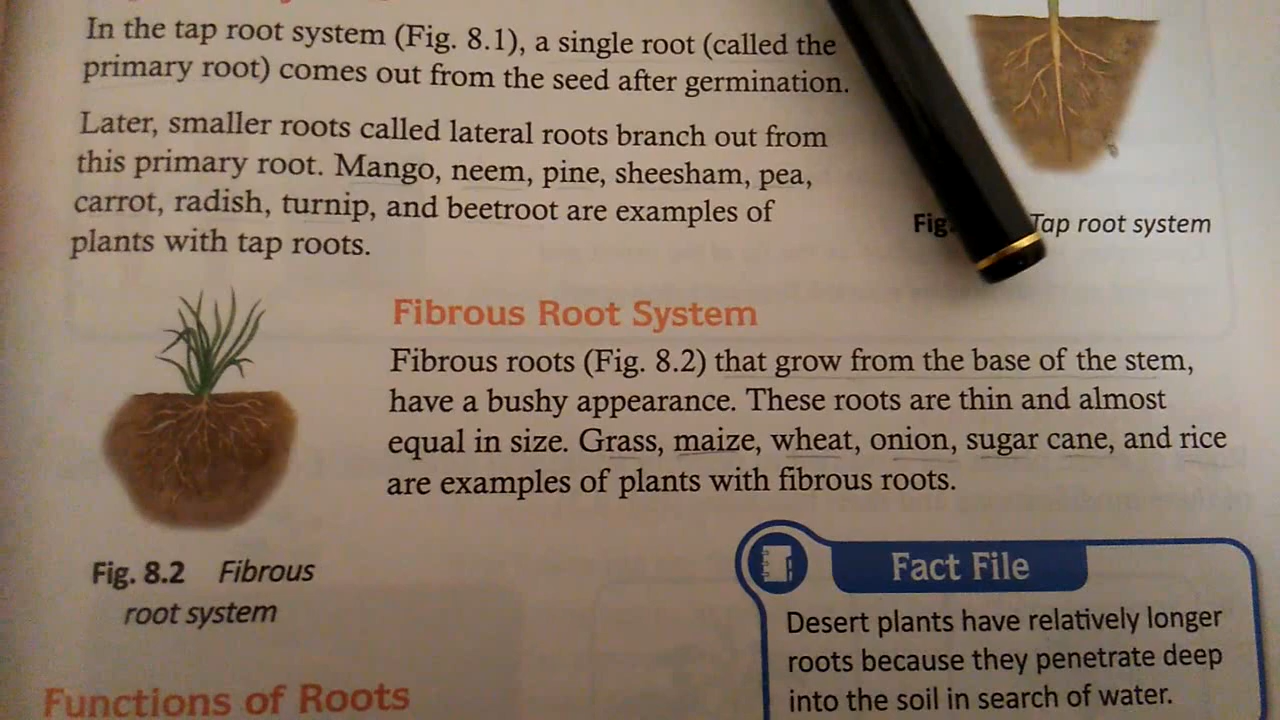 In the tap root system (Fig. 8.1), a single root (called the
primary root) comes out from the seed after germination.
Later, smaller roots called lateral roots branch out from
this primary root. Mango, neem, pine, sheesham, pea,
carrot, radish, turnip, and beetroot are examples of
plants with tap roots.
Fig. Tap root system
Fibrous Root System
Fibrous roots (Fig. 8.2) that grow from the base of the stem,
have a bushy appearance. These roots are thin and almost
equal in size. Grass, maize, wheat, onion, sugar cane, and rice
are examples of plants with fibrous roots.
Fig. 8.2 Fibrous
root system
Fact File
Desert plants have relatively longer
roots because they penetrate deep
into the soil in search of water.
Functions of Roots